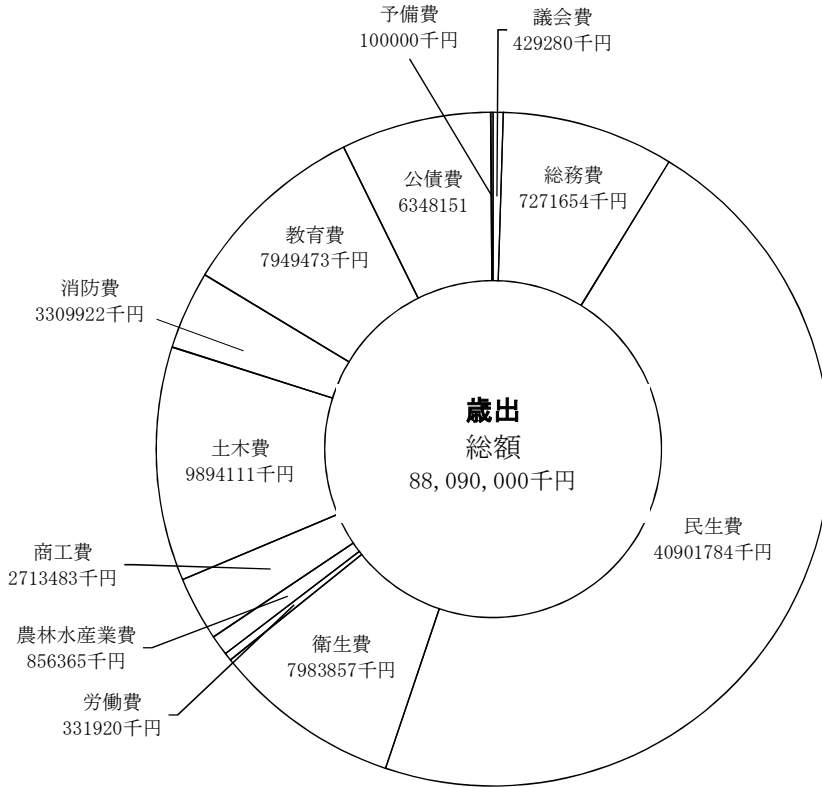 予備費
100000千円
議会費
429280千円
総務費
7271654千円
公債費
6348151
教育費
7949473千円
消防費
3309922千円
歳出
総額
88,090,000千円
土木費
9894111千円
民生費
40901784千円
商工費
2713483千円
農林水産業費
856365千円
衛生費
7983857千円
労働費
331920千円